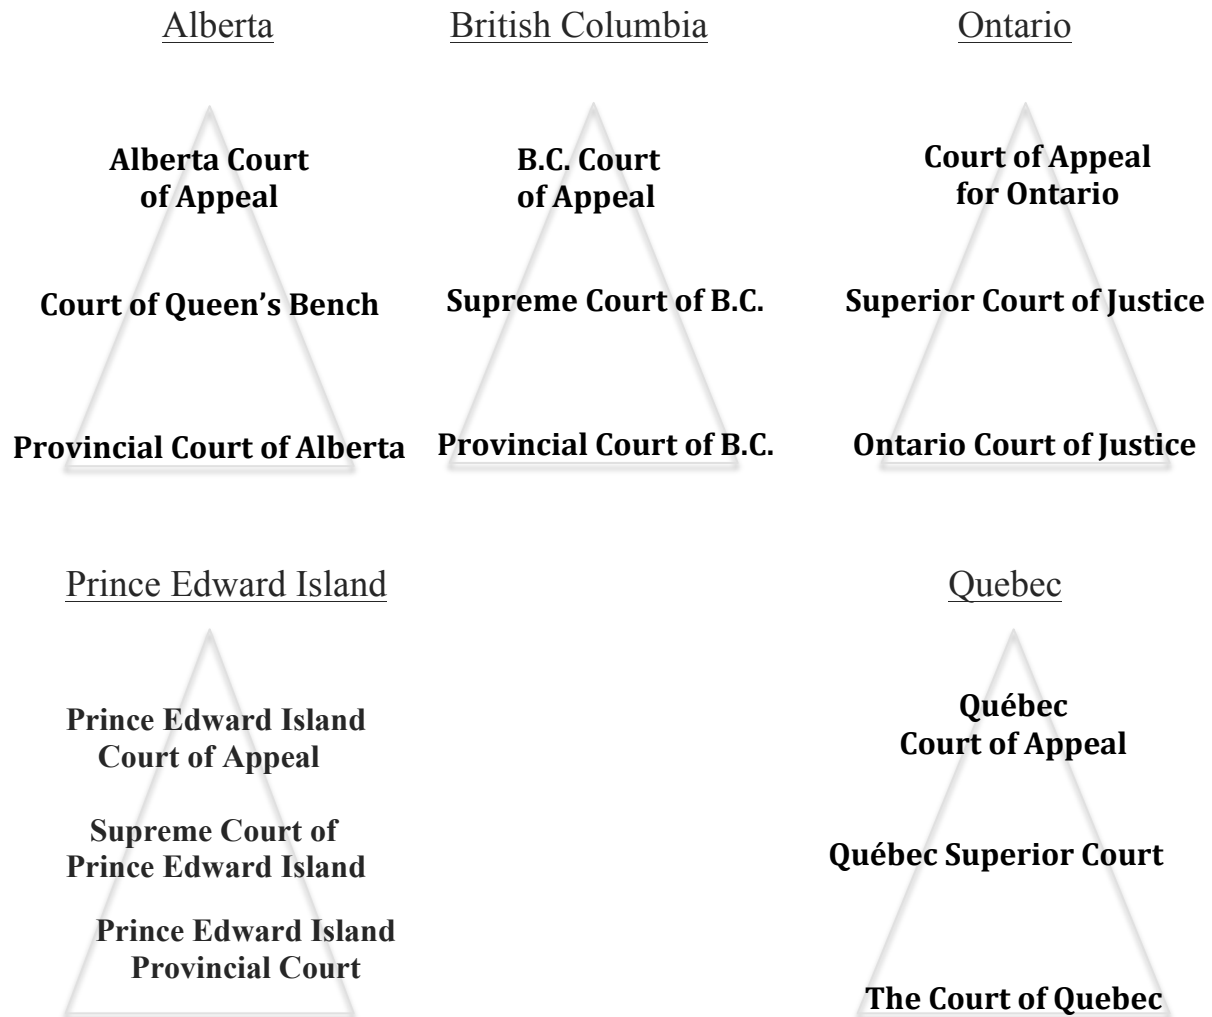 Alberta
British Columbia
Ontario
Alberta Court
of Appeal
B.C. Court
of Appeal
Court of Appeal
for Ontario
Court of Queen’s Bench
Supreme Court of B.C.
Superior Court of Justice
Provincial Court of Alberta
Provincial Court of B.C.
Ontario Court of Justice
Prince Edward Island
Quebec
Prince Edward Island
Court of Appeal
Québec
Court of Appeal
Supreme Court of
Prince Edward Island
Québec Superior Court
Prince Edward Island
Provincial Court
The Court of Quebec